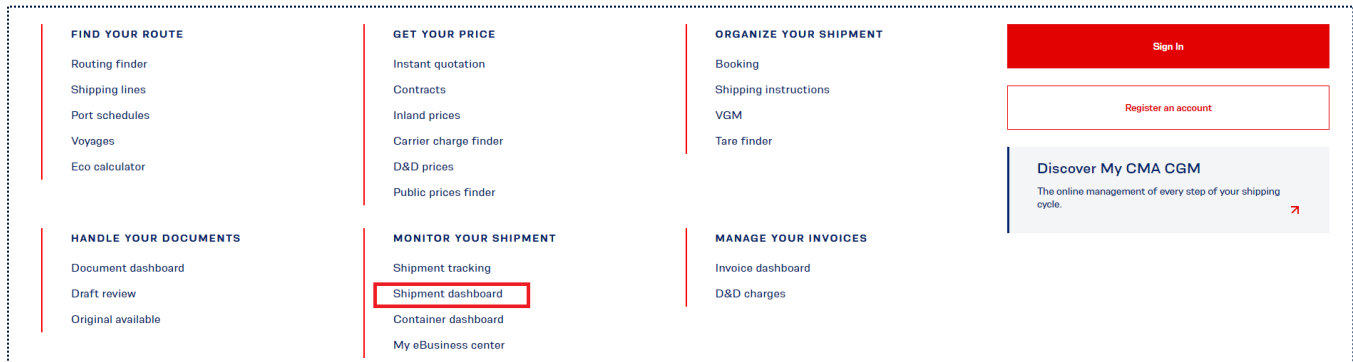 FIND YOUR ROUTE
Routing finder
Shipping lines
Port schedules
Voyages
Eco calculator
GET YOUR PRICE
Instant quotation
Contracts
Inland prices
Carrier charge finder
D&D prices
Public prices finder
ORGANIZE YOUR SHIPMENT
Booking
Shipping instructions
VGM
Tare finder
Sign In
Register an account
Discover My CMA CGM
The online management of every step of your shipping
cycle.
HANDLE YOUR DOCUMENTS
Document dashboard
Draft review
Original available
MONITOR YOUR SHIPMENT
Shipment tracking
Shipment dashboard
Container dashboard
My eBusiness center
MANAGE YOUR INVOICES
Invoice dashboard
D&D charges